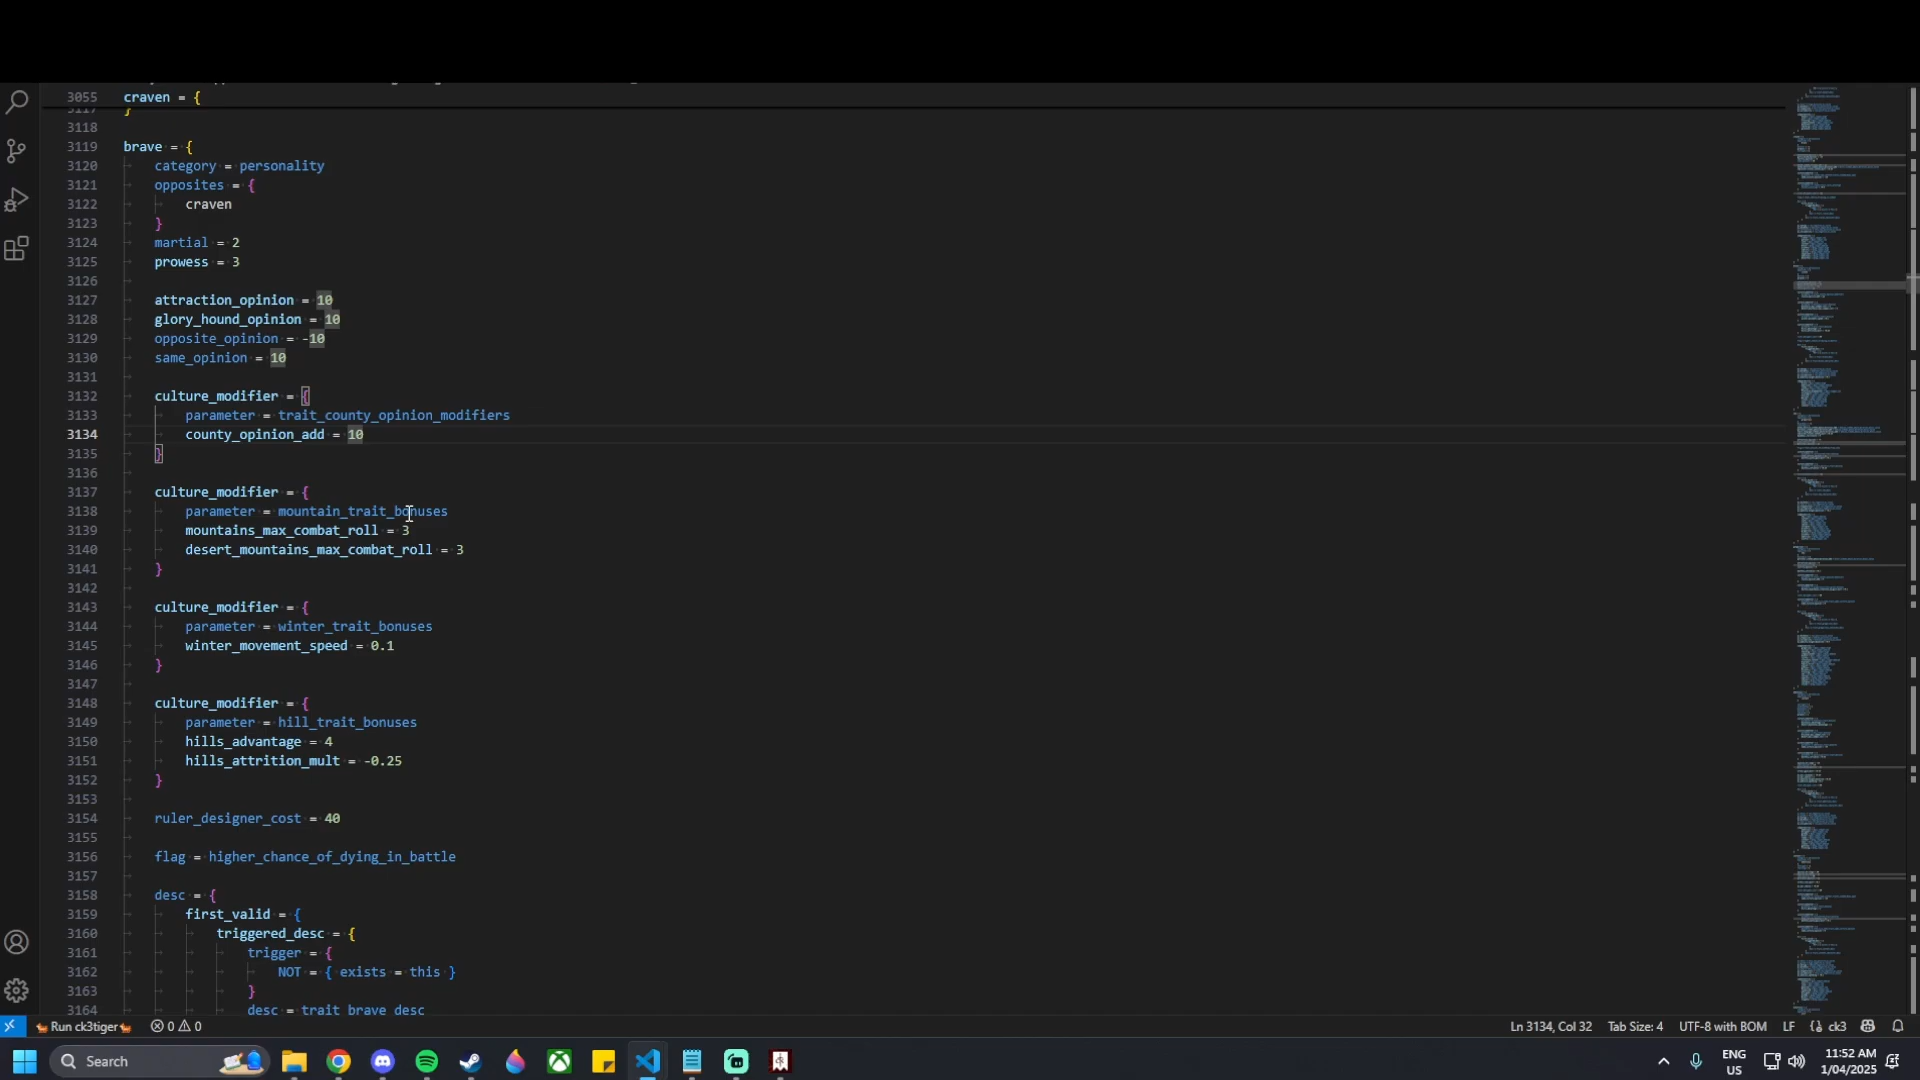 3055 craven = {
3117 }
3118
3119 brave = {
3120 category = personality
3121 opposites = {
3122 craven
3123 }
3124 martial = 2
3125 prowess = 3
3126
3127 attraction_opinion = 10
3128 glory_hound_opinion = 10
3129 opposite_opinion = -10
3130 same_opinion = 10
3131
3132 culture_modifier = {
3133 parameter = trait_county_opinion_modifiers
3134 county_opinion_add = 10
3135 }
3136
3137 culture_modifier = {
3138 parameter = mountain_trait_bonuses
3139 mountains_max_combat_roll = 3
3140 desert_mountains_max_combat_roll = 3
3141 }
3142
3143 culture_modifier = {
3144 parameter = winter_trait_bonuses
3145 winter_movement_speed = 0.1
3146 }
3147
3148 culture_modifier = {
3149 parameter = hill_trait_bonuses
3150 hills_advantage = 4
3151 hills_attrition_mult = -0.25
3152 }
3153
3154 ruler_designer_cost = 40
3155
3156 flag = higher_chance_of_dying_in_battle
3157
3158 desc = {
3159 first_valid = {
3160 triggered_desc = {
3161 trigger = {
3162 NOT = { exists = this }
3163 }
3164 desc = trait_brave_desc
Run ck3tiger 0 0 Ln 3134, Col 32 Tab Size: 4 UTF-8 with BOM LF ck3
Search ENG US 11:52 AM 1/04/2025